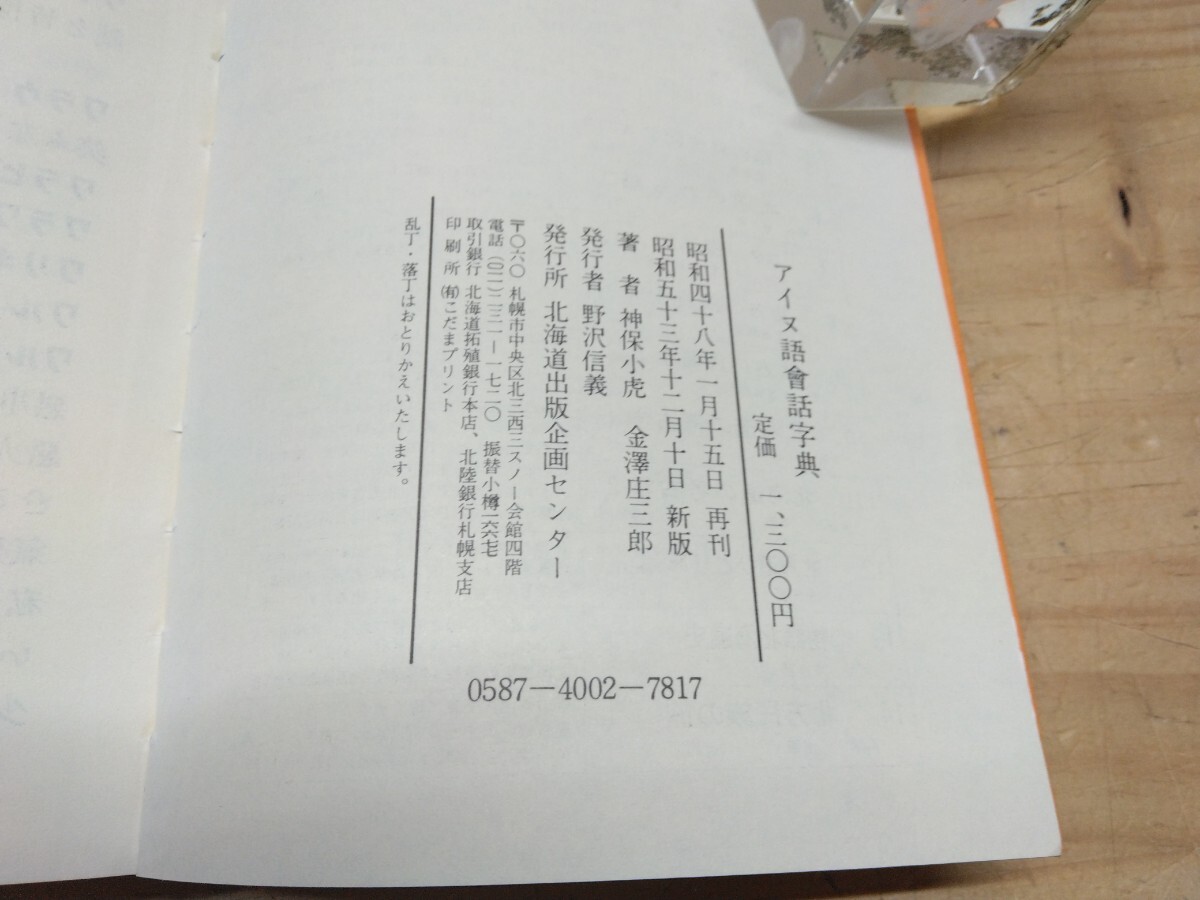 アイヌ語會話字典
定価 一、三〇〇円
昭和四十八年一月十五日 再刊
昭和五十三年十二月十日 新版
著者 神保小虎 金澤庄三郎
発行者 野沢信義
発行所 北海道出版企画センター
〒〇六〇 札幌市中央区北三西三スノー会館四階
電話(〇一一)二三一―一七二〇 振替小樽一六六七
取引銀行 北海道拓殖銀行本店、北陸銀行札幌支店
印刷所 ㈲こだまプリント
乱丁・落丁はおとりかえいたします。
0587―4002―7817